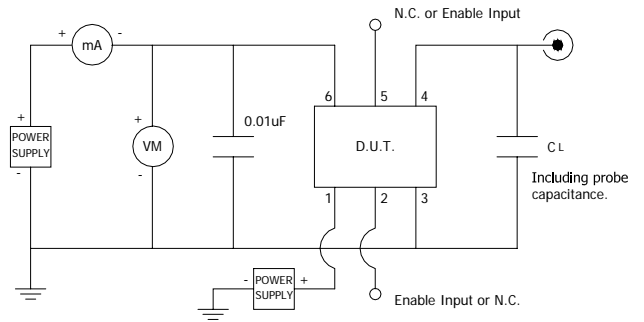 N.C. or Enable Input
+ mA -
6 5 4
+
POWER
SUPPLY
-
+
VM
-
0.01uF
D.U.T.
CL
Including probe
capacitance.
1 2 3
- POWER
SUPPLY +
Enable Input or N.C.